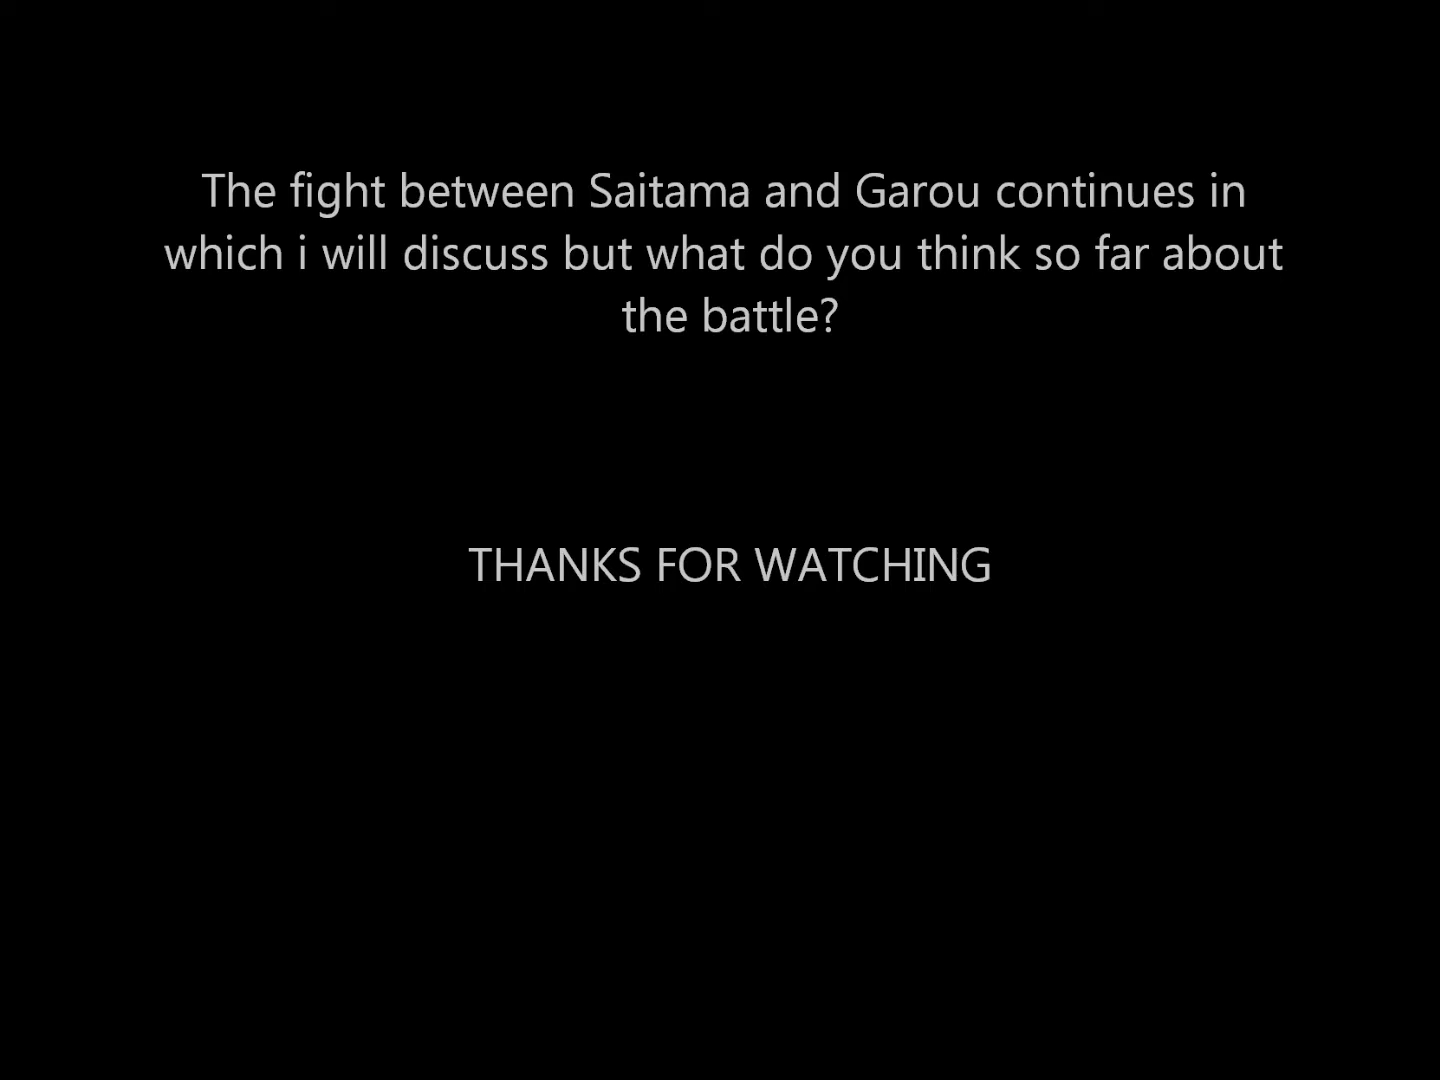 The fight between Saitama and Garou continues in
which i will discuss but what do you think so far about
the battle?
THANKS FOR WATCHING